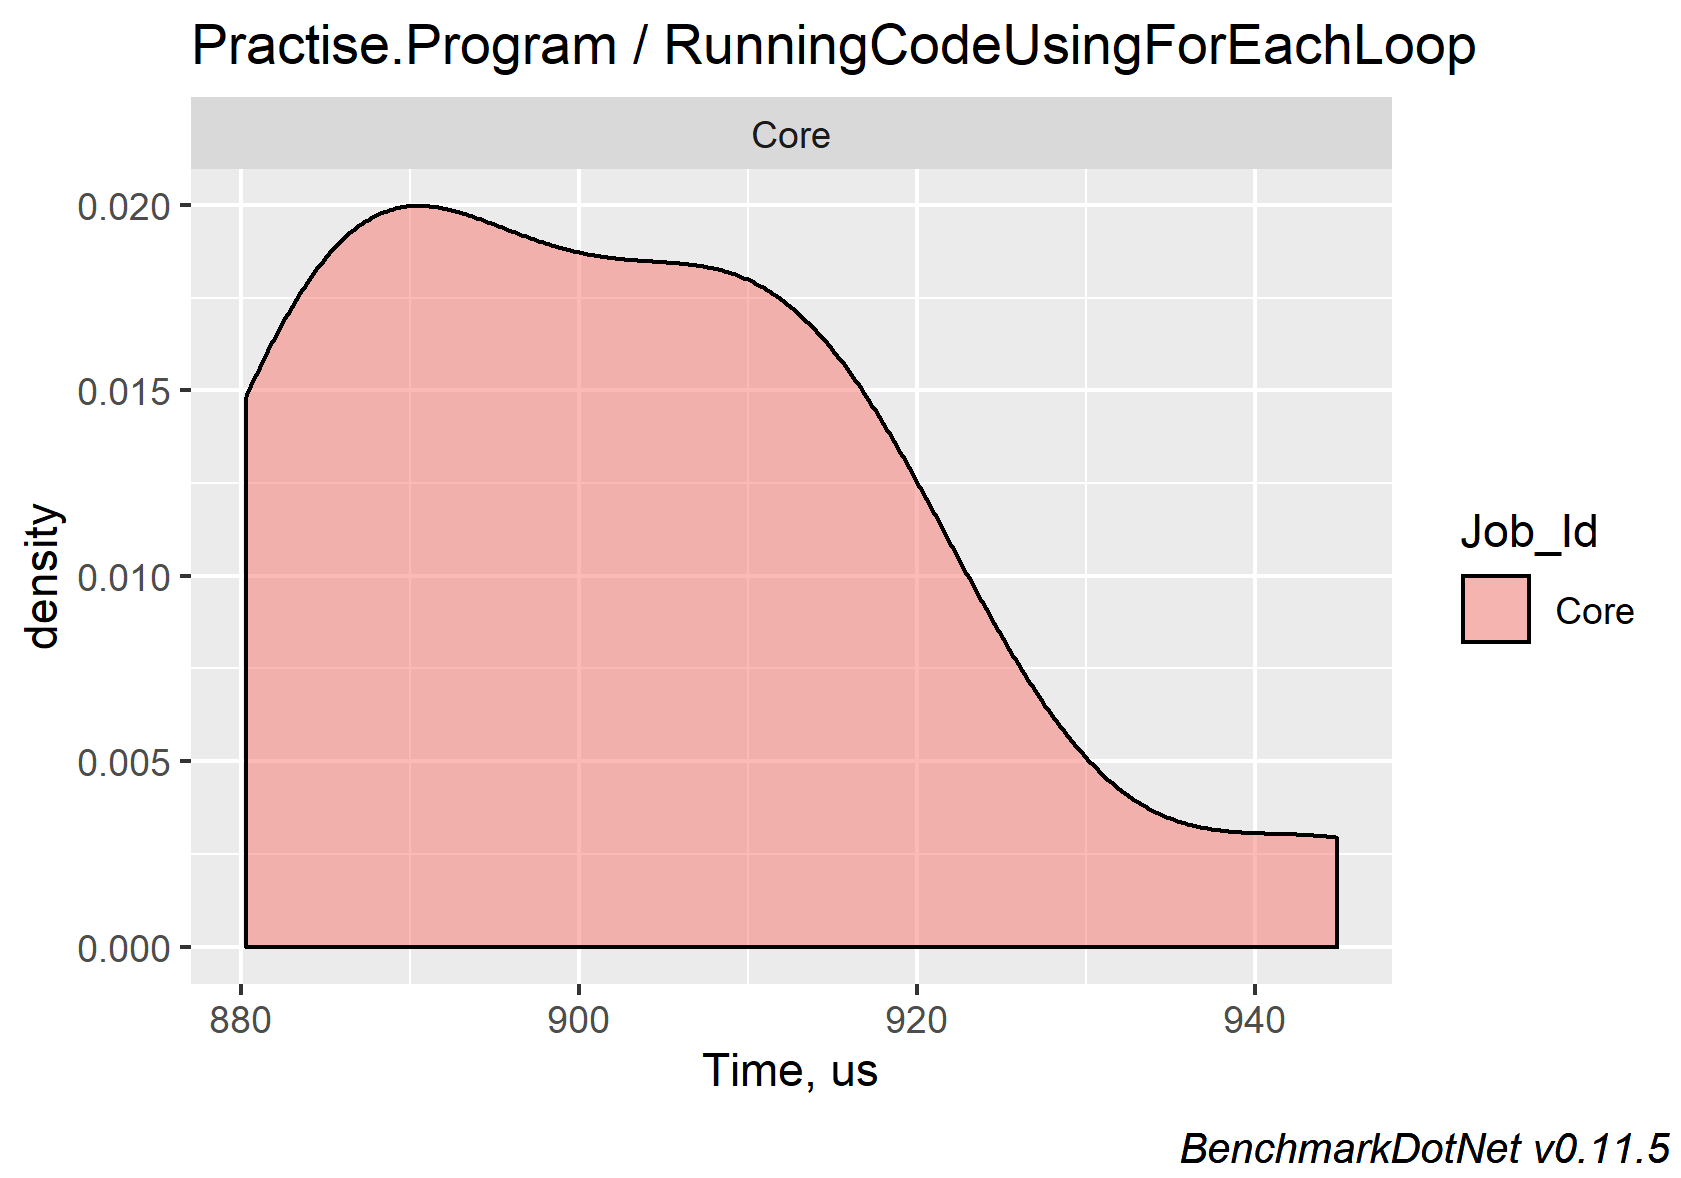 Practise.Program / RunningCodeUsingForEachLoop
Core
0.020
0.015
0.010
0.005
0.000
density
880 900 920 940
Time, us
Job_Id
Core
BenchmarkDotNet v0.11.5